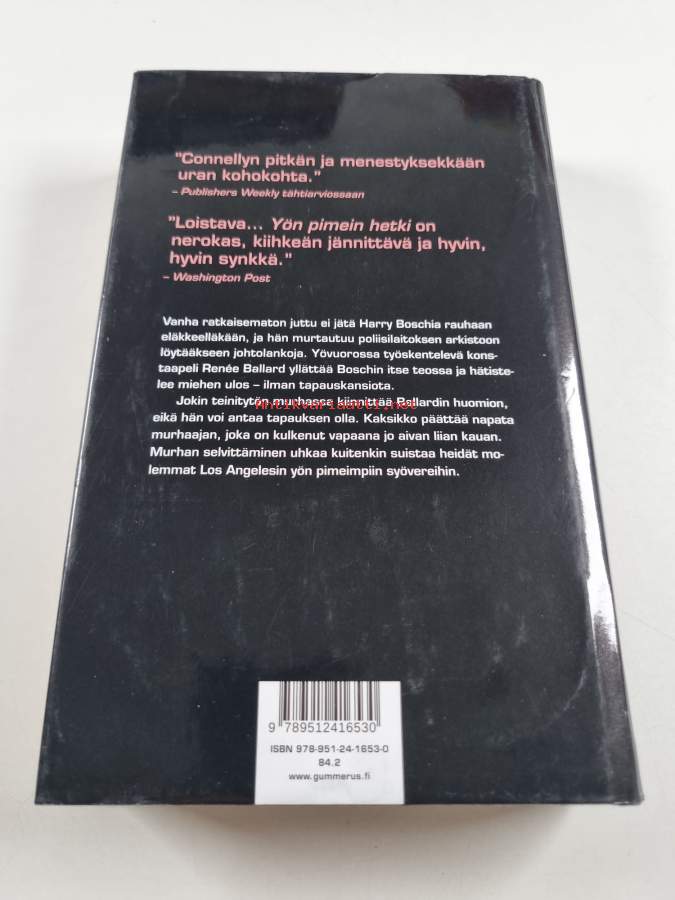 "Connellyn pitkän ja menestyksekkään
uran kohokohta."
– Publishers Weekly tähtiarviossaan
"Loistava... Yön pimein hetki on
nerokas, kiihkeän jännittävä ja hyvin,
hyvin synkkä."
– Washington Post
Vanha ratkaisematon juttu ei jätä Harry Boschia rauhaan
eläkkeelläkään, ja hän murtautuu poliisilaitoksen arkistoon
löytääkseen johtolankoja. Yövuorossa työskentelevä kons-
taapeli Renée Ballard yllättää Boschin itse teossa ja hätiste-
lee miehen ulos – ilman tapauskansiota.
Jokin teinitytön murhassa kiinnittää Ballardin huomion,
Antikvariaatti.net
eikä hän voi antaa tapauksen olla. Kaksikko päättää napata
murhaajan, joka on kulkenut vapaana jo aivan liian kauan.
Murhan selvittäminen uhkaa kuitenkin suistaa heidät mo-
lemmat Los Angelesin yön pimeimpiin syövereihin.
9 789512 416530
ISBN 978-951-24-1653-0
84.2
www.gummerus.fi